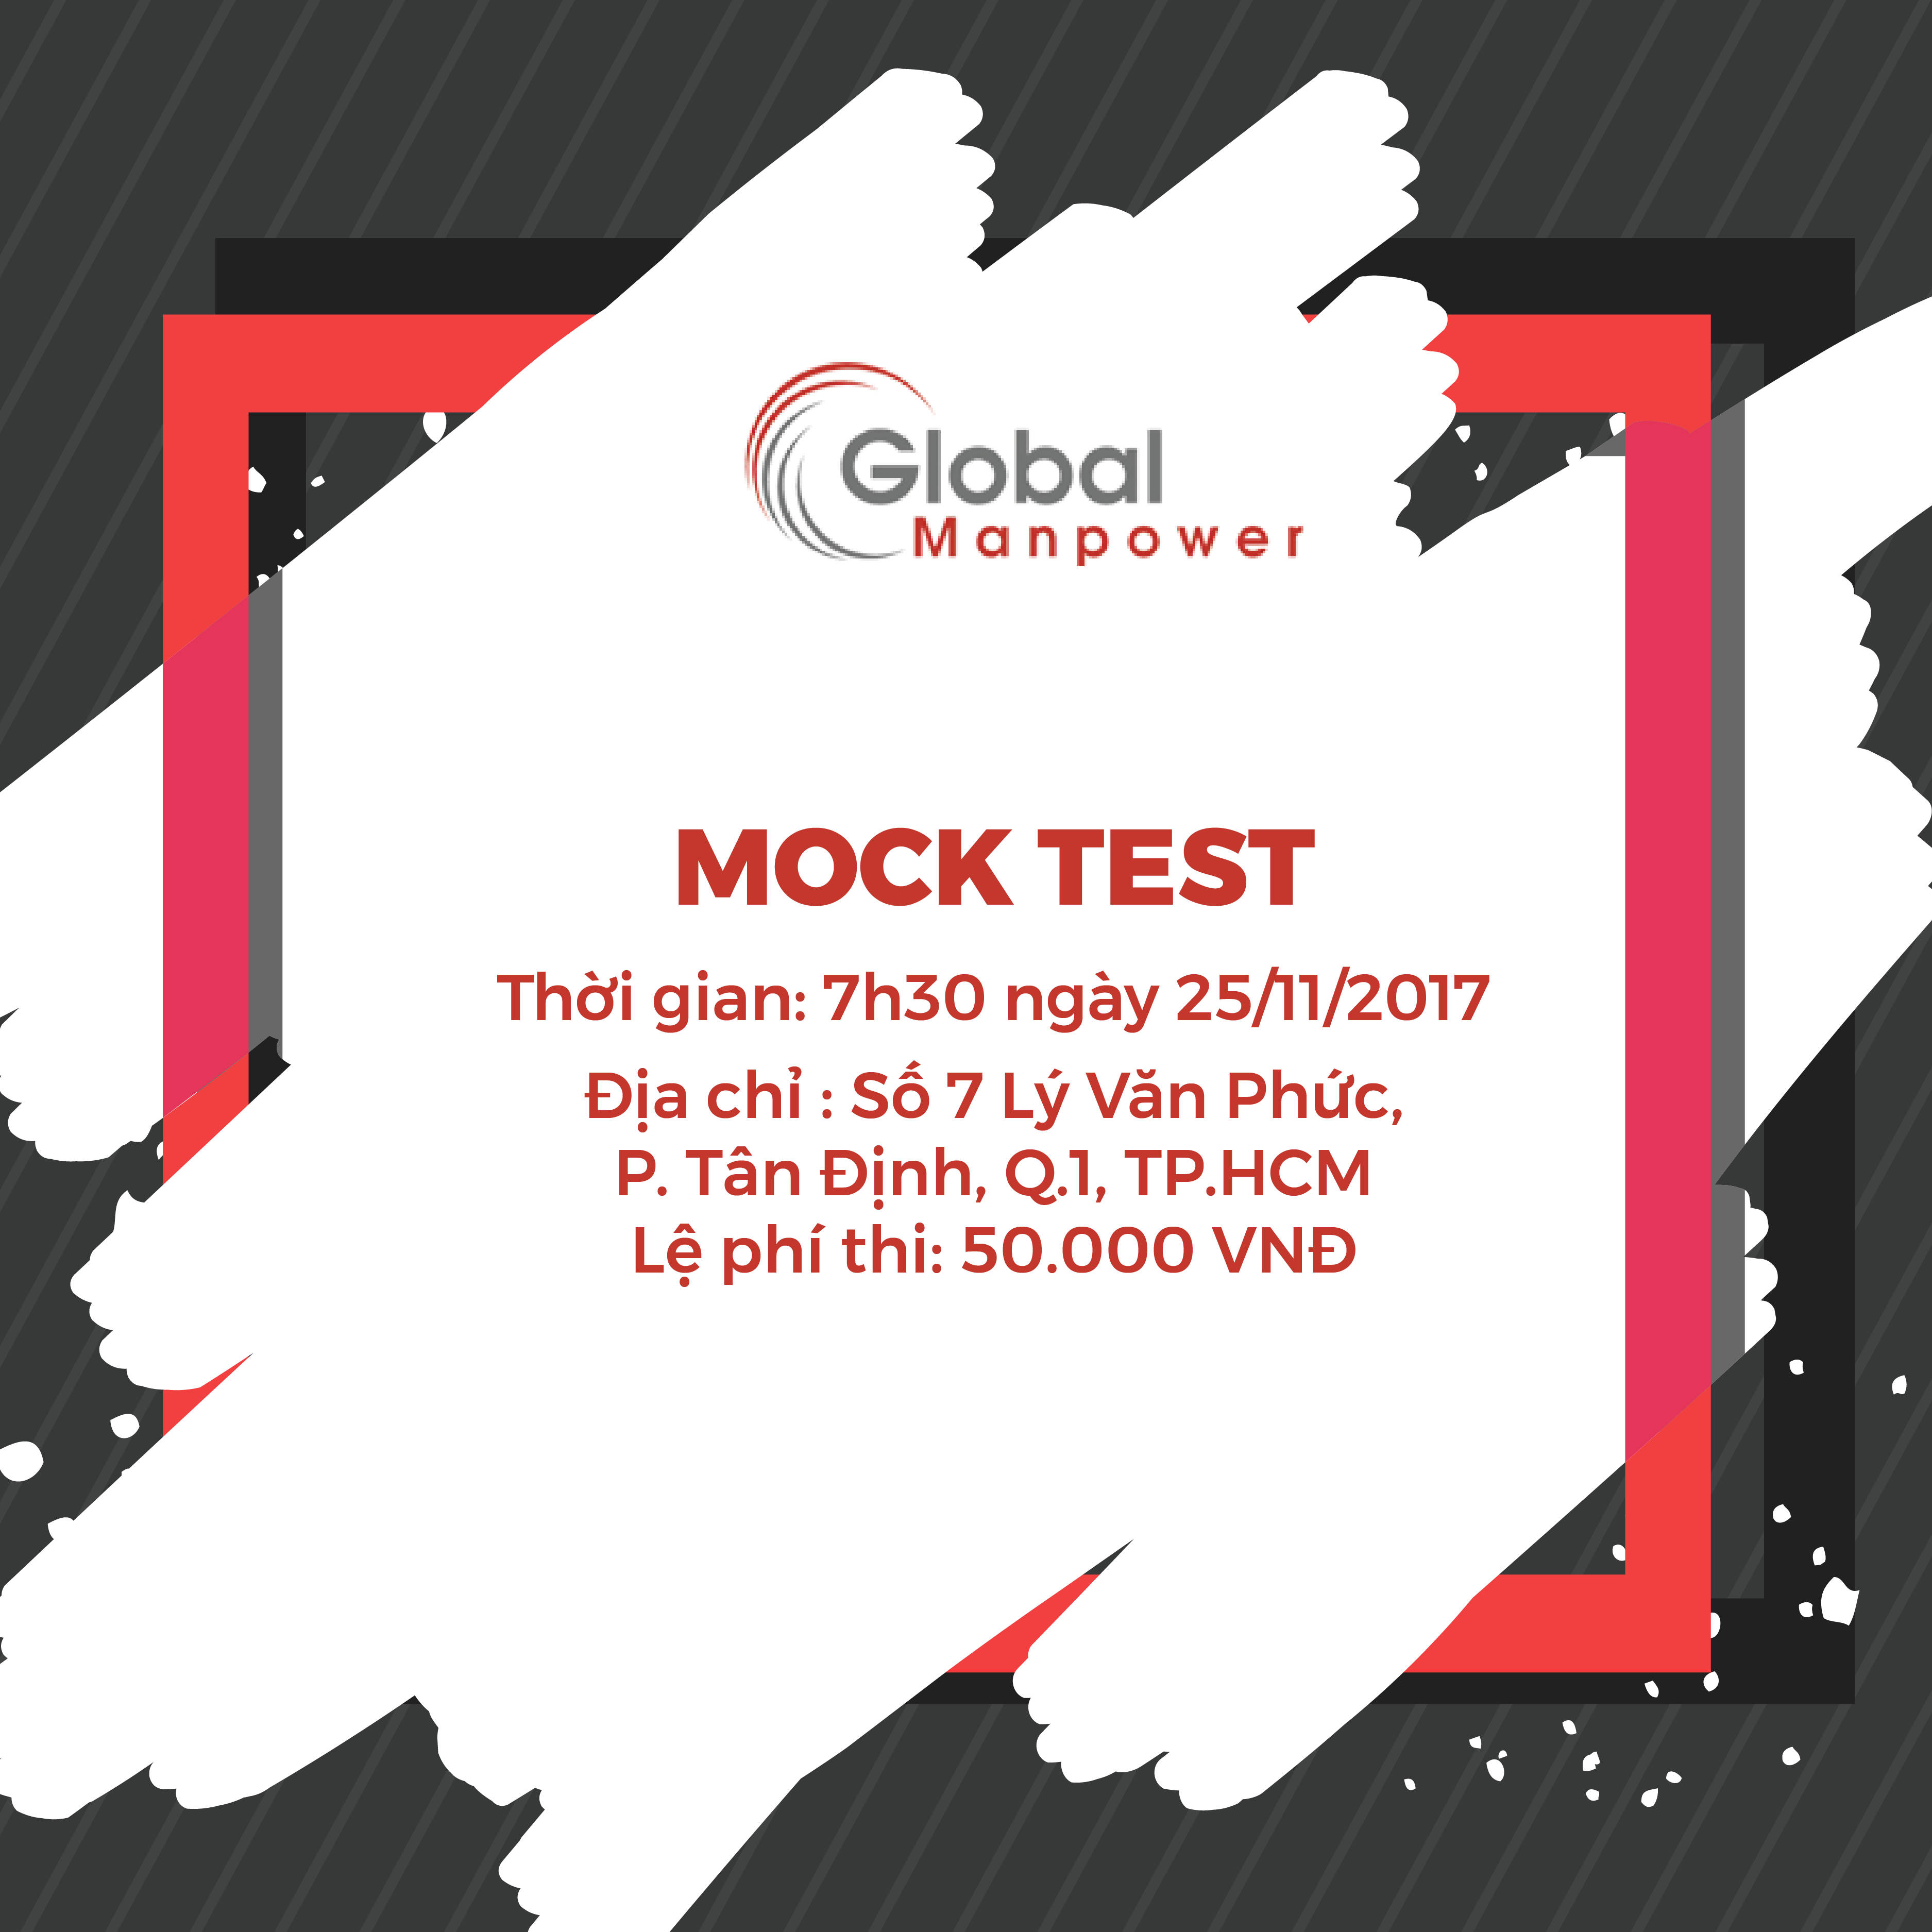 Global
Manpower
MOCK TEST
Thời gian: 7h30 ngày 25/11/2017
Địa chỉ : Số 7 Lý Văn Phức,
P. Tân Định, Q.1, TP.HCM
Lệ phí thi: 50.000 VNĐ